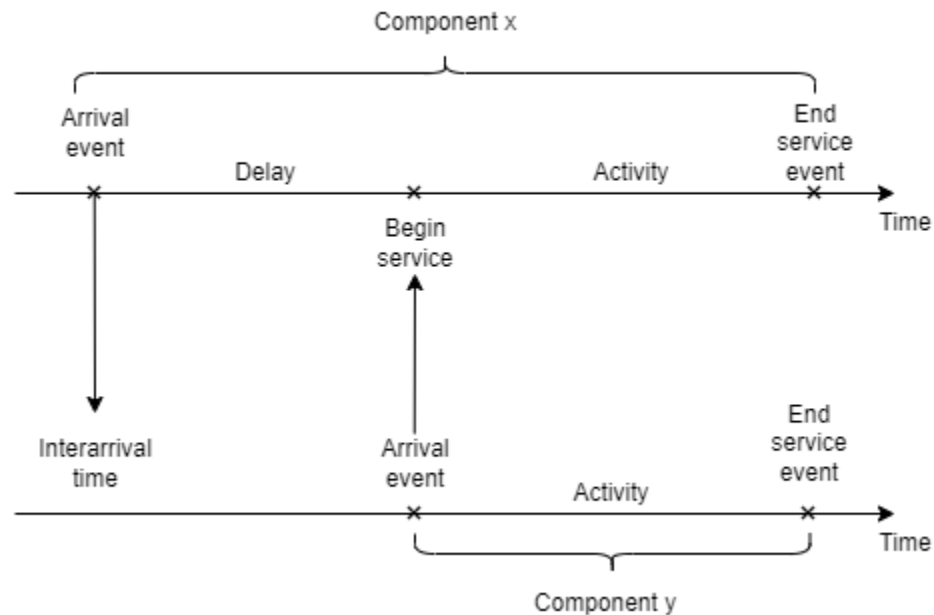 Component x
Arrival
event
End
service
event
Delay
Activity
Time
Begin
service
Interarrival
time
Arrival
event
End
service
event
Activity
Time
Component y